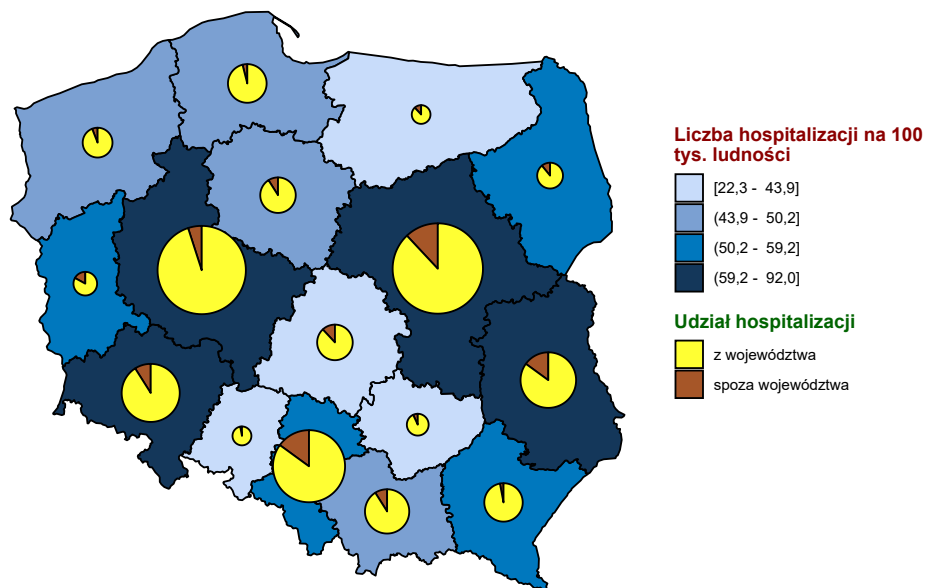 Liczba hospitalizacji na 100
tys. ludności
[22,3 - 43,9]
(43,9 - 50,2]
(50,2 - 59,2]
(59,2 - 92,0]
Udział hospitalizacji
z województwa
spoza województwa